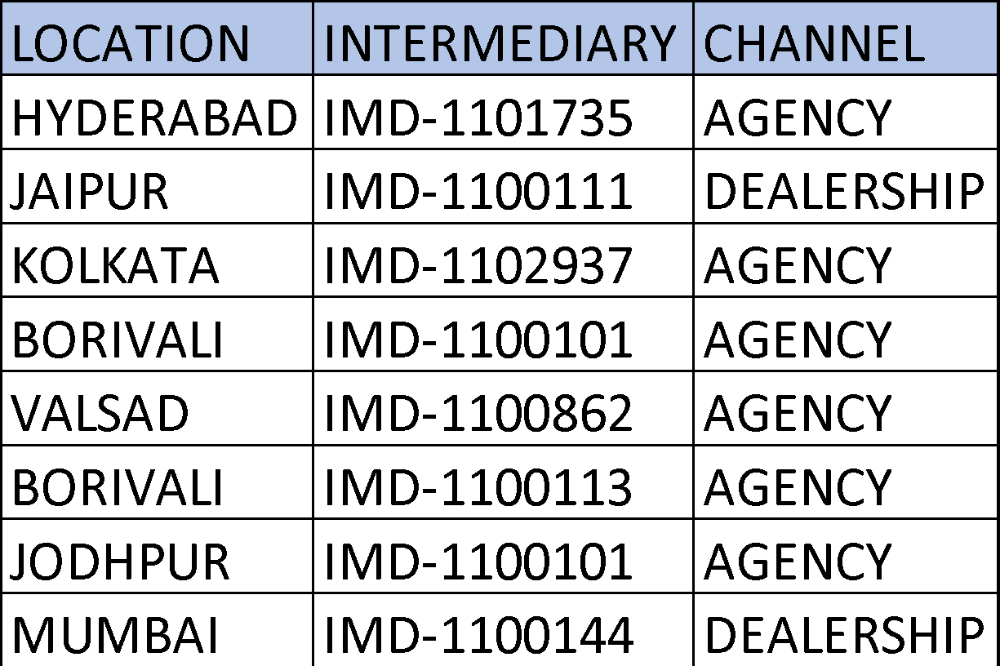 LOCATION INTERMEDIARY CHANNEL
HYDERABAD IMD-1101735 AGENCY
JAIPUR IMD-1100111 DEALERSHIP
KOLKATA IMD-1102937 AGENCY
BORIVALI IMD-1100101 AGENCY
VALSAD IMD-1100862 AGENCY
BORIVALI IMD-1100113 AGENCY
JODHPUR IMD-1100101 AGENCY
MUMBAI IMD-1100144 DEALERSHIP